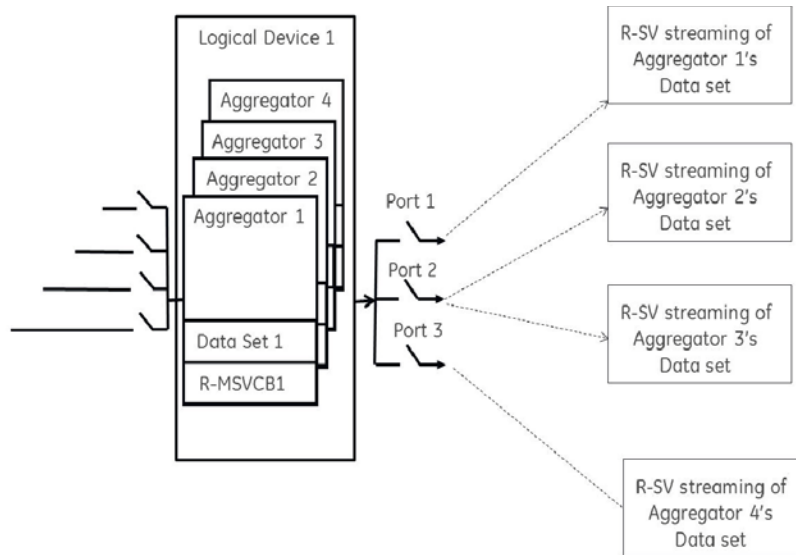 Logical Device 1
Aggregator 4
Aggregator 3
Aggregator 2
Aggregator 1
Data Set 1
R-MSVCB1
Port 1
Port 2
Port 3
R-SV streaming of
Aggregator 1's
Data set
R-SV streaming of
Aggregator 2's
Data set
R-SV streaming of
Aggregator 3's
Data set
R-SV streaming of
Aggregator 4's
Data set